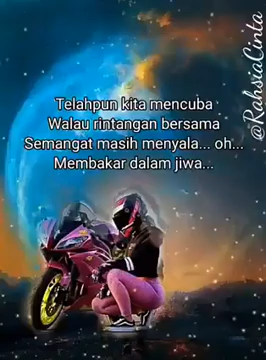 Telahpun kita mencuba
Walau rintangan bersama
Semangat masih menyala... oh...
Membakar dalam jiwa...
@RahsiaCinta